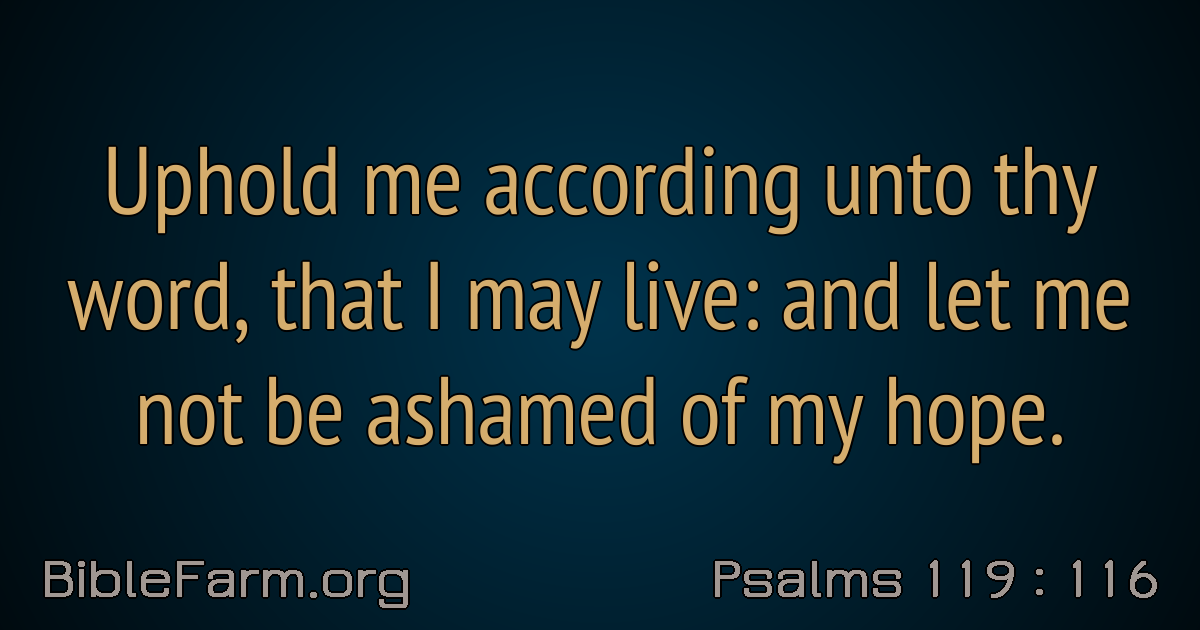 Uphold me according unto thy
word, that I may live: and let me
not be ashamed of my hope.
BibleFarm.org
Psalms 119 : 116